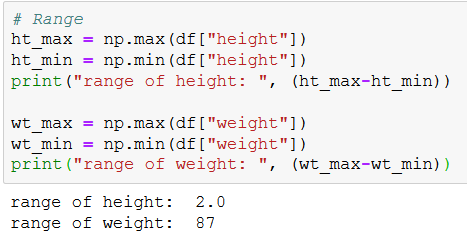 # Range
ht_max = np.max(df["height"])
ht_min = np.min(df["height"])
print("range of height: ", (ht_max-ht_min))
wt_max = np.max(df["weight"])
wt_min = np.min(df["weight"])
print("range of weight: ", (wt_max-wt_min))
range of height:  2.0
range of weight:  87